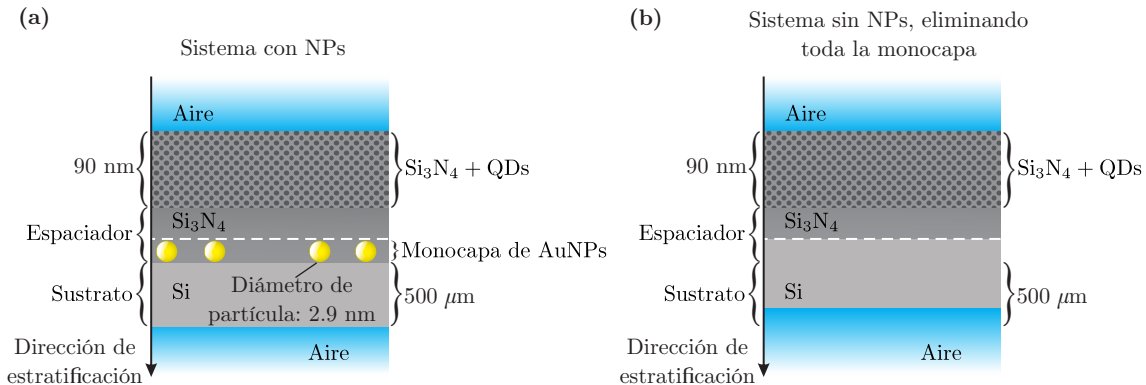 (a)
Sistema con NPs
Aire
90 nm
Si₃N₄ + QDs
Si₃N₄
Espaciador
Monocapa de AuNPs
Sustrato
Si
Diámetro de
partícula: 2.9 nm
500 μm
Aire
Dirección de
estratificación
(b)
Sistema sin NPs, eliminando
toda la monocapa
Aire
90 nm
Si₃N₄ + QDs
Si₃N₄
Espaciador
Sustrato
Si
500 μm
Aire
Dirección de
estratificación